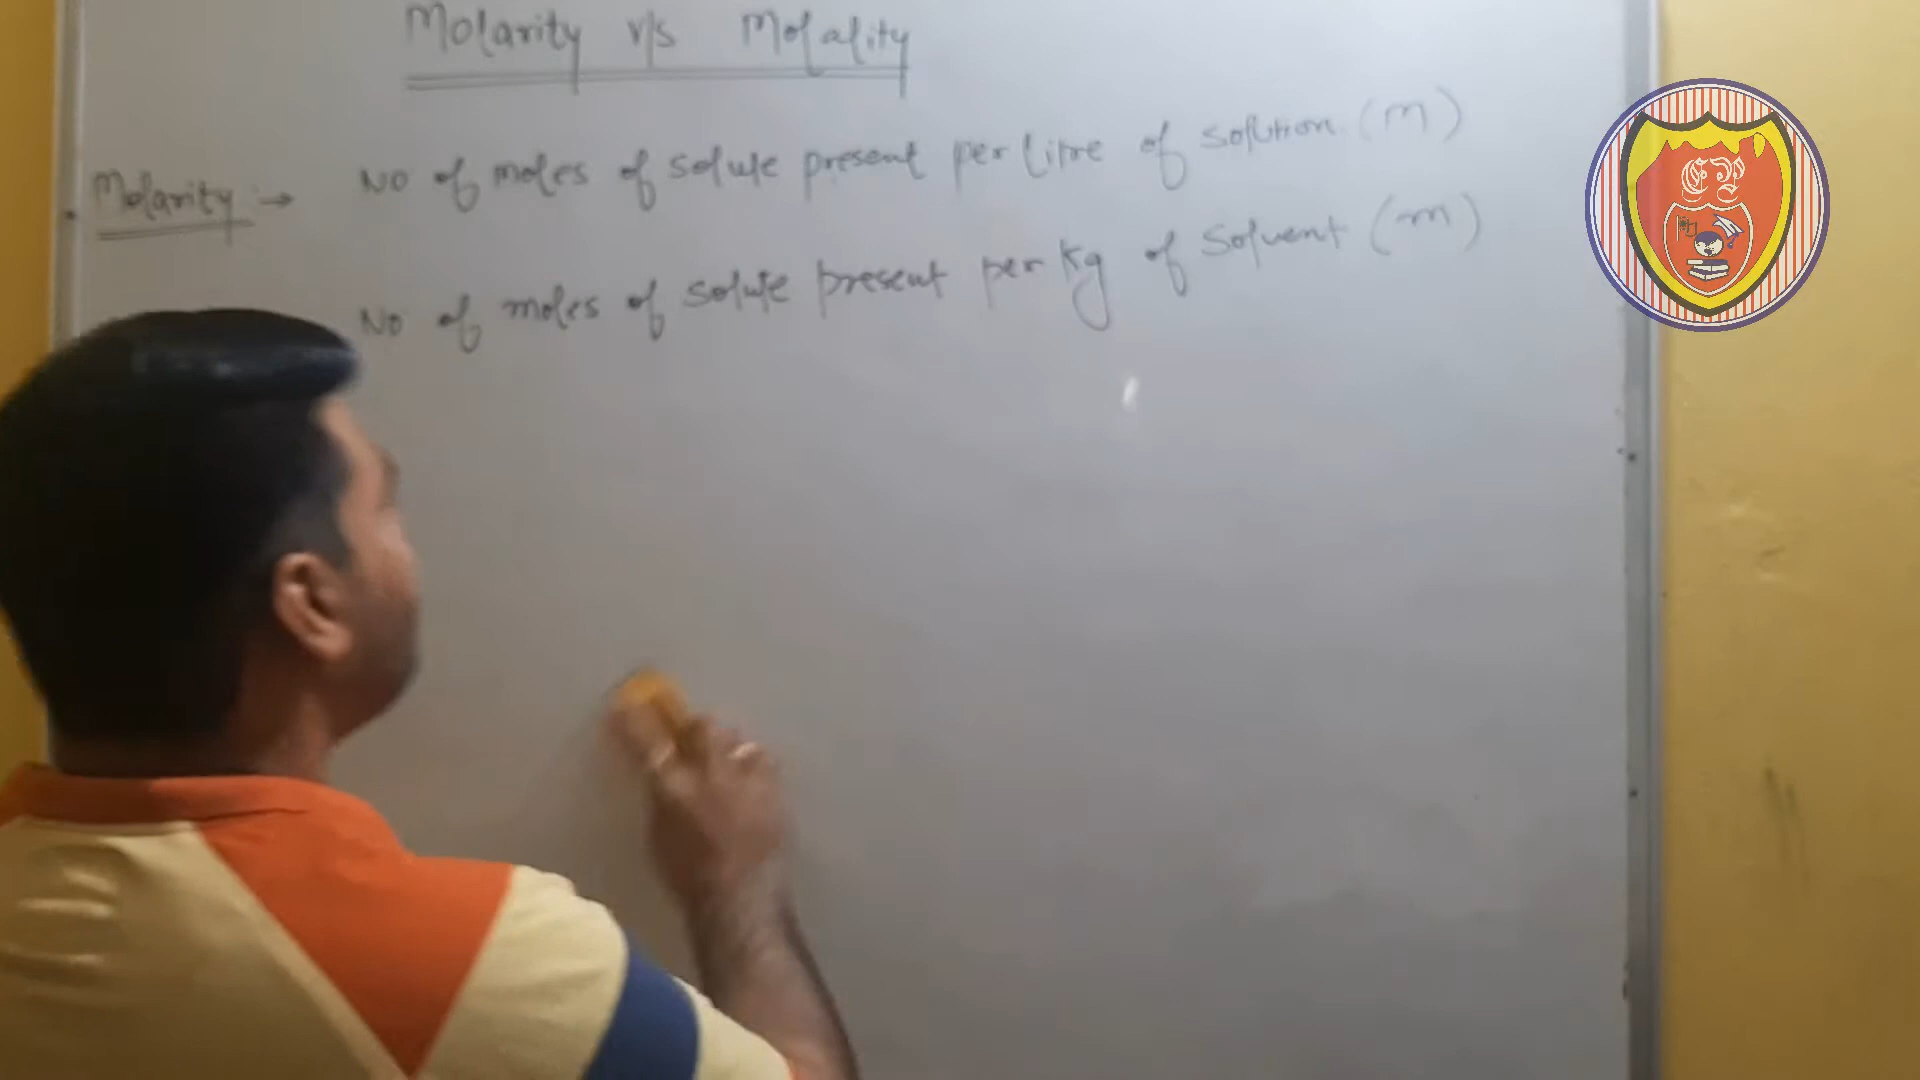 Molarity v/s Molality
Molarity :→ No of moles of solute present per litre of solution (M)
No of moles of solute present per kg of solvent (m)